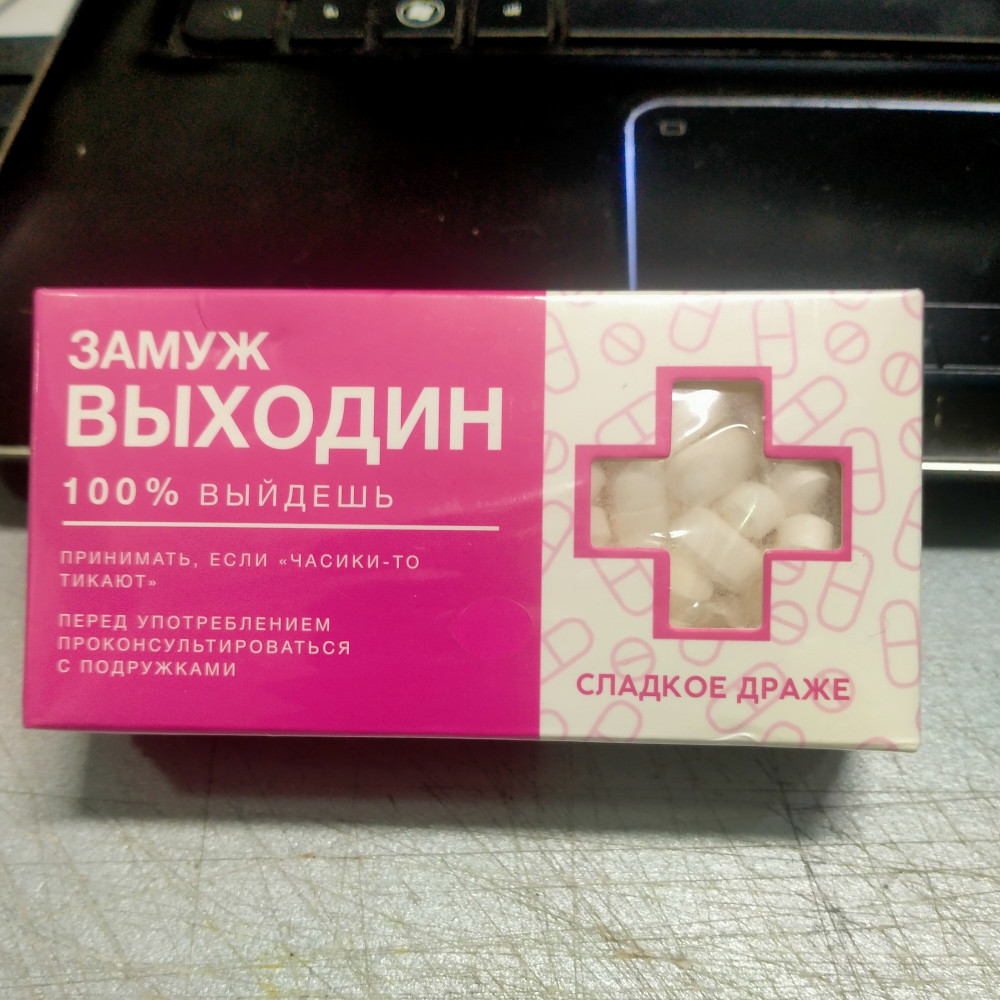 ЗАМУЖ
ВЫХОДИН
100% ВЫЙДЕШЬ
ПРИНИМАТЬ, ЕСЛИ «ЧАСИКИ-ТО
ТИКАЮТ»
ПЕРЕД УПОТРЕБЛЕНИЕМ
ПРОКОНСУЛЬТИРОВАТЬСЯ
С ПОДРУЖКАМИ
СЛАДКОЕ ДРАЖЕ